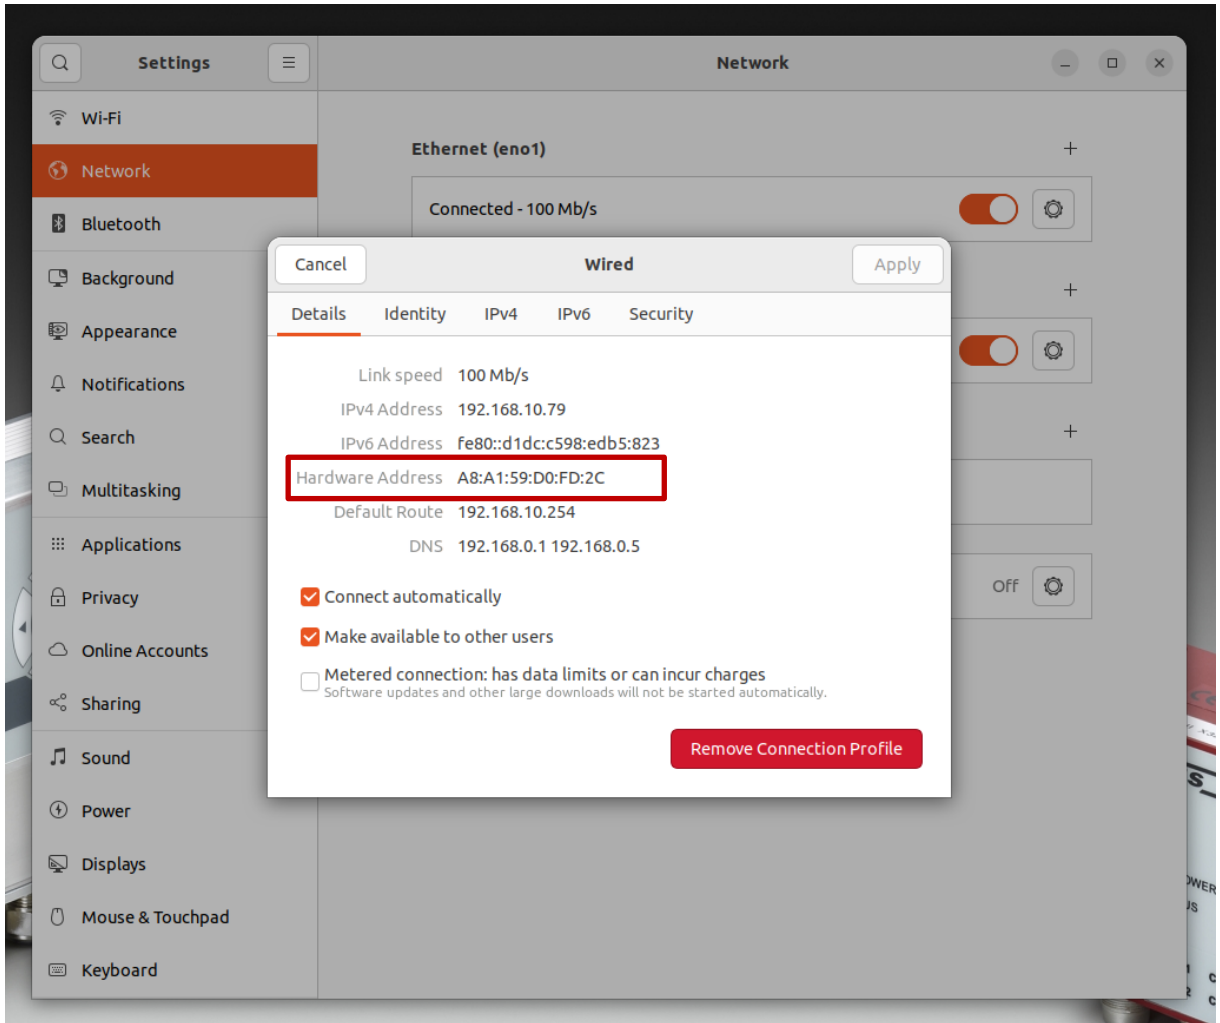 Settings
Network
Wi-Fi
Network
Bluetooth
Background
Appearance
Notifications
Search
Multitasking
Applications
Privacy
Online Accounts
Sharing
Sound
Power
Displays
Mouse & Touchpad
Keyboard
Ethernet (eno1)
Connected - 100 Mb/s
Off
Cancel
Wired
Apply
Details Identity IPv4 IPv6 Security
Link speed 100 Mb/s
IPv4 Address 192.168.10.79
IPv6 Address fe80::d1dc:c598:edb5:823
Hardware Address A8:A1:59:D0:FD:2C
Default Route 192.168.10.254
DNS 192.168.0.1 192.168.0.5
Connect automatically
Make available to other users
Metered connection: has data limits or can incur charges
Software updates and other large downloads will not be started automatically.
Remove Connection Profile